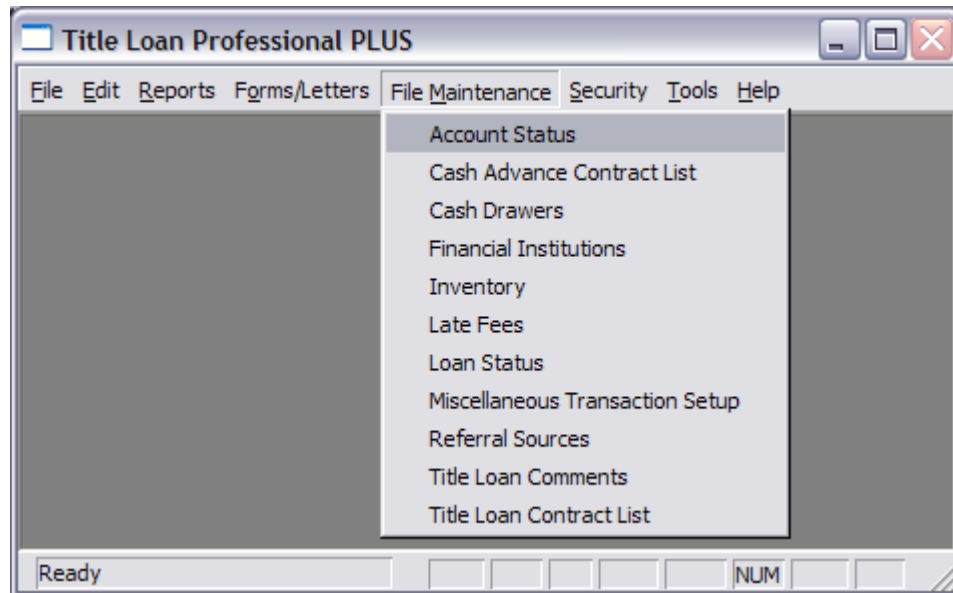 Title Loan Professional PLUS
File Edit Reports Forms/Letters File Maintenance Security Tools Help
Account Status
Cash Advance Contract List
Cash Drawers
Financial Institutions
Inventory
Late Fees
Loan Status
Miscellaneous Transaction Setup
Referral Sources
Title Loan Comments
Title Loan Contract List
Ready NUM